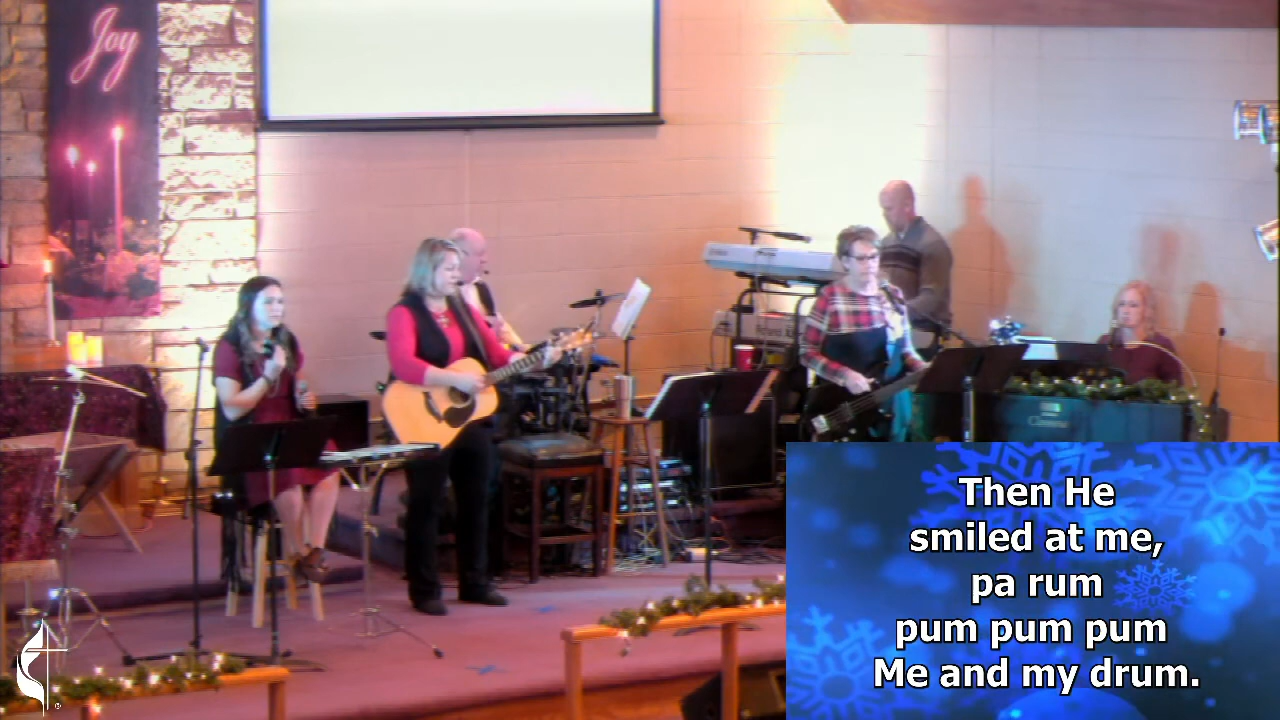 Joy
Then He
smiled at me,
pa rum
pum pum pum
Me and my drum.